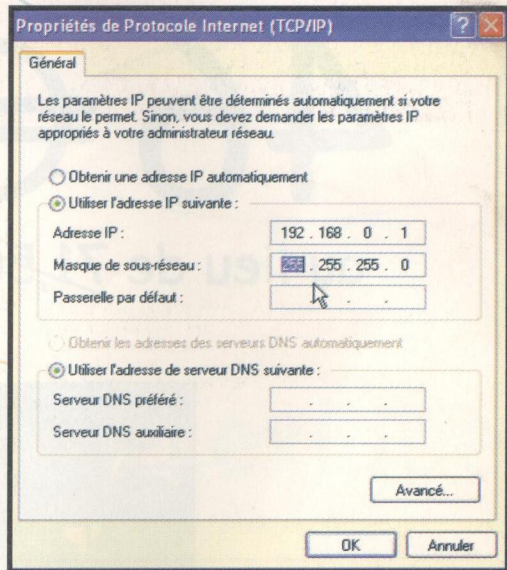 Propriétés de Protocole Internet (TCP/IP)
Général
Les paramètres IP peuvent être déterminés automatiquement si votre
réseau le permet. Sinon, vous devez demander les paramètres IP
appropriés à votre administrateur réseau.
Obtenir une adresse IP automatiquement
Utiliser l'adresse IP suivante :
Adresse IP : 192 . 168 . 0 . 1
Masque de sous-réseau : 255 . 255 . 255 . 0
Passerelle par défaut : . . .
Obtenir les adresses des serveurs DNS automatiquement
Utiliser l'adresse de serveur DNS suivante :
Serveur DNS préféré : . . .
Serveur DNS auxiliaire : . . .
Avancé...
OK Annuler